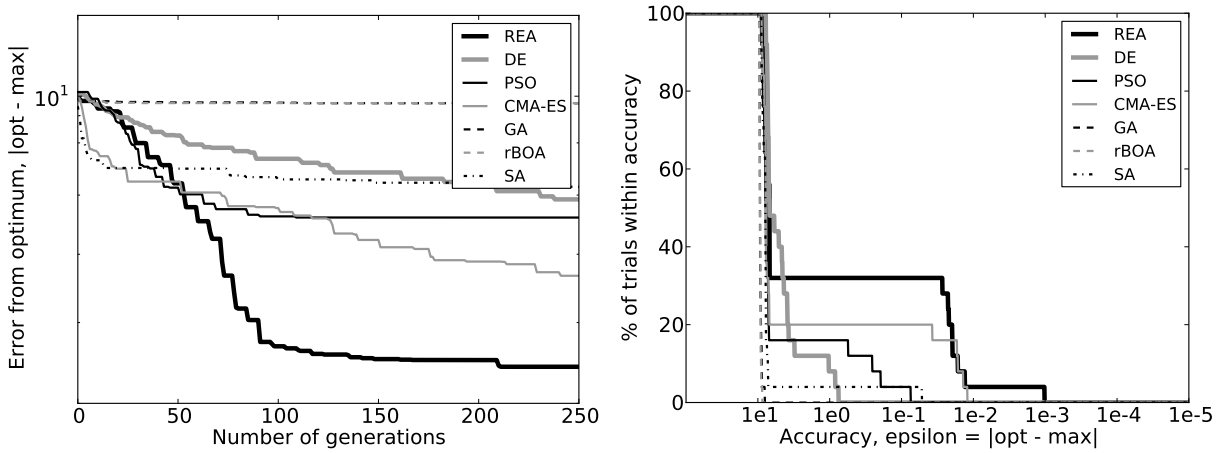 Error from optimum, |opt - max|
10¹
0 50 100 150 200 250
Number of generations
REA
DE
PSO
CMA-ES
GA
rBOA
SA
% of trials within accuracy
100
80
60
40
20
0
1e1 1e0 1e-1 1e-2 1e-3 1e-4 1e-5
Accuracy, epsilon = |opt - max|
REA
DE
PSO
CMA-ES
GA
rBOA
SA